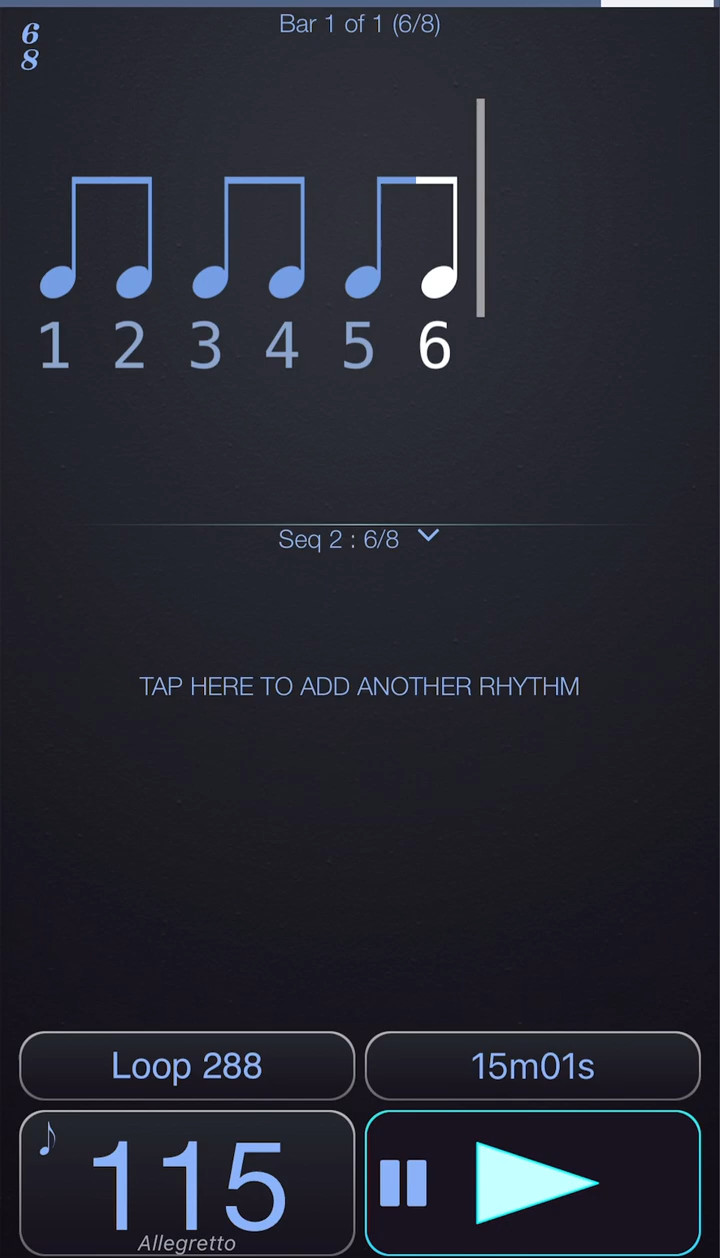 Bar 1 of 1 (6/8)
6
8
1 2 3 4 5 6
Seq 2 : 6/8
TAP HERE TO ADD ANOTHER RHYTHM
Loop 288
15m01s
115
Allegretto